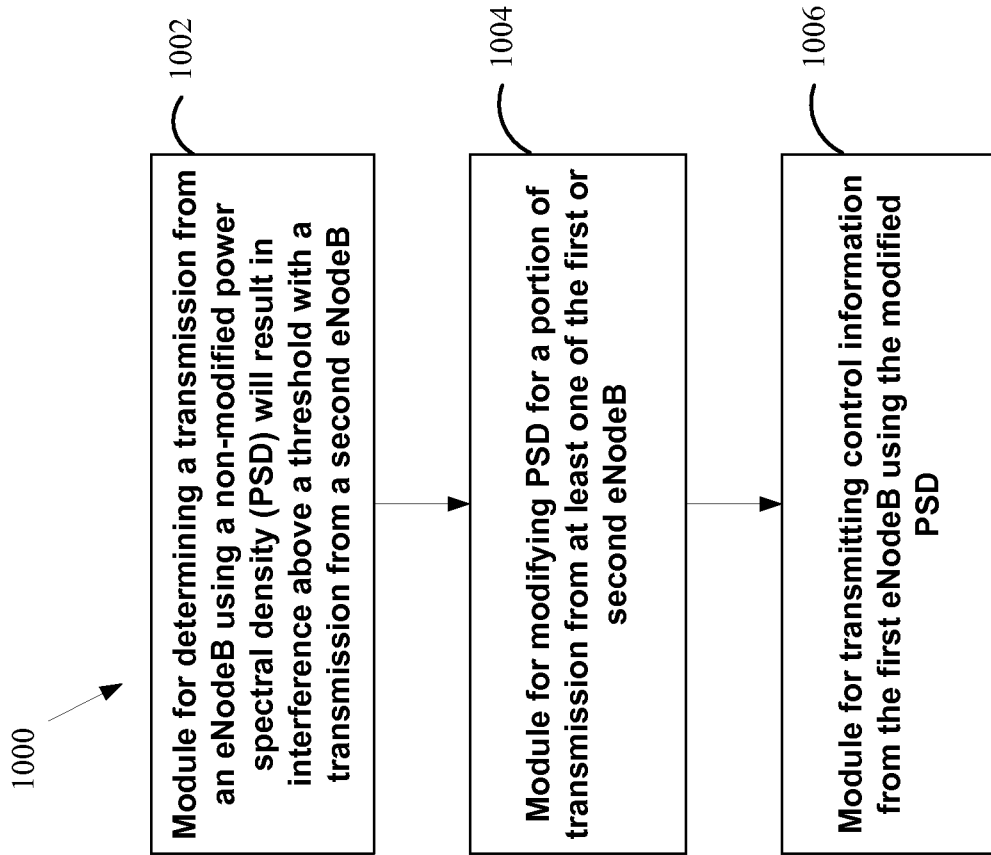 1000
1002
Module for determining a transmission from
an eNodeB using a non-modified power
spectral density (PSD) will result in
interference above a threshold with a
transmission from a second eNodeB
1004
Module for modifying PSD for a portion of
transmission from at least one of the first or
second eNodeB
1006
Module for transmitting control information
from the first eNodeB using the modified
PSD